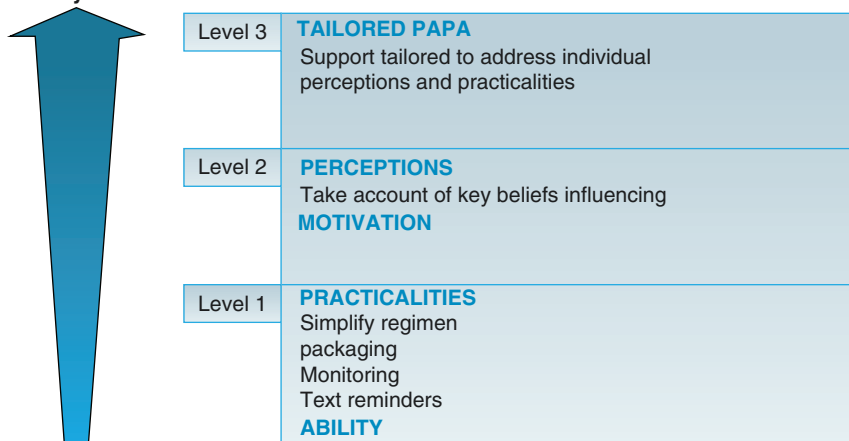 Level 3
TAILORED PAPA
Support tailored to address individual
perceptions and practicalities
Level 2
PERCEPTIONS
Take account of key beliefs influencing
MOTIVATION
Level 1
PRACTICALITIES
Simplify regimen
packaging
Monitoring
Text reminders
ABILITY